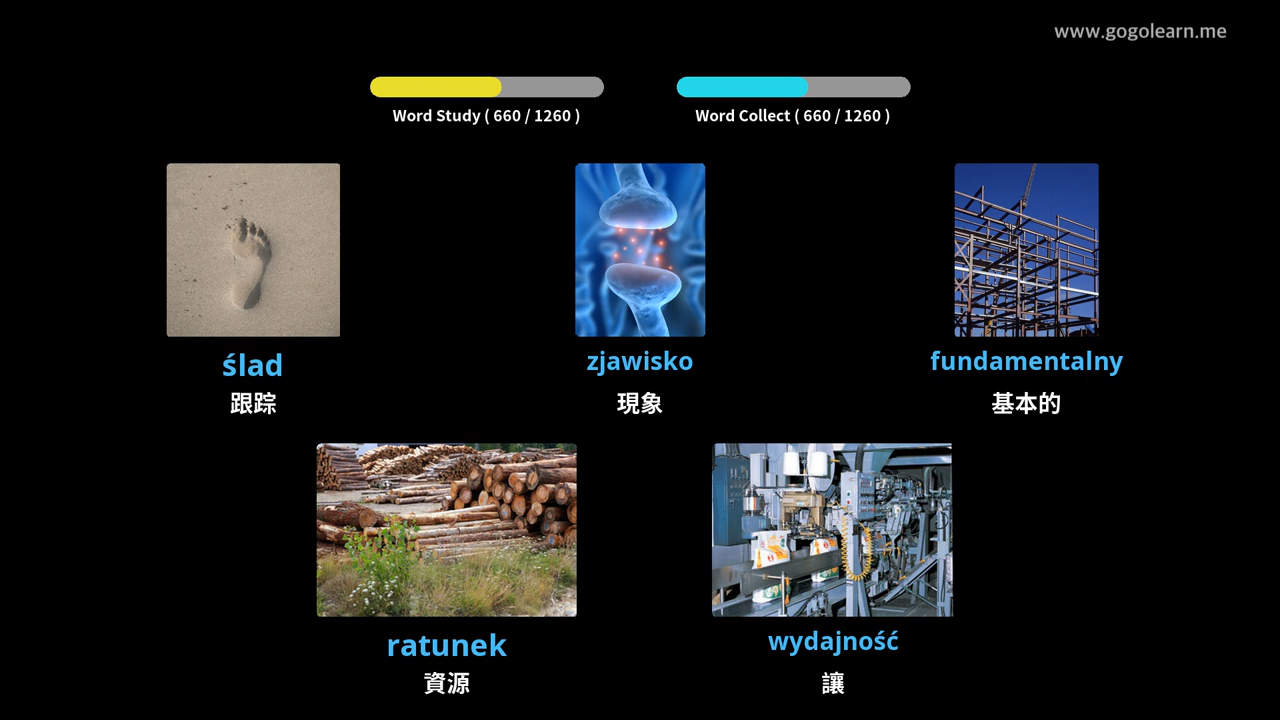 www.gogolearn.me
Word Study ( 660 / 1260 )
Word Collect ( 660 / 1260 )
ślad
跟踪
zjawisko
現象
fundamentalny
基本的
ratunek
資源
wydajność
讓